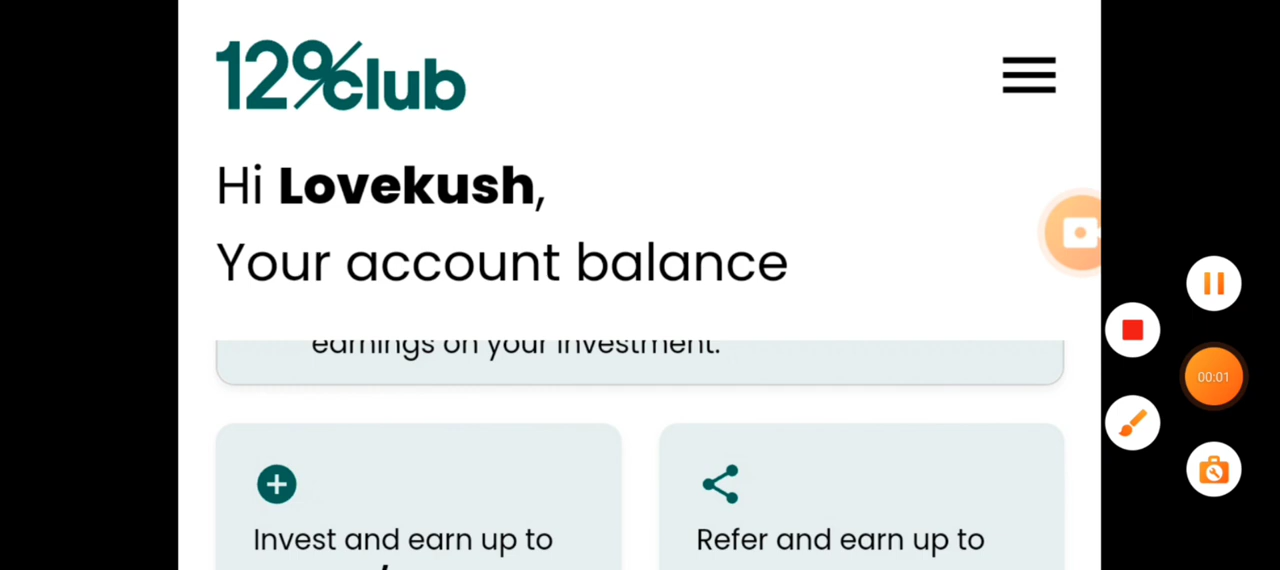 12%club
Hi Lovekush,
Your account balance
earnings on your investment.
Invest and earn up to
Refer and earn up to
00:01